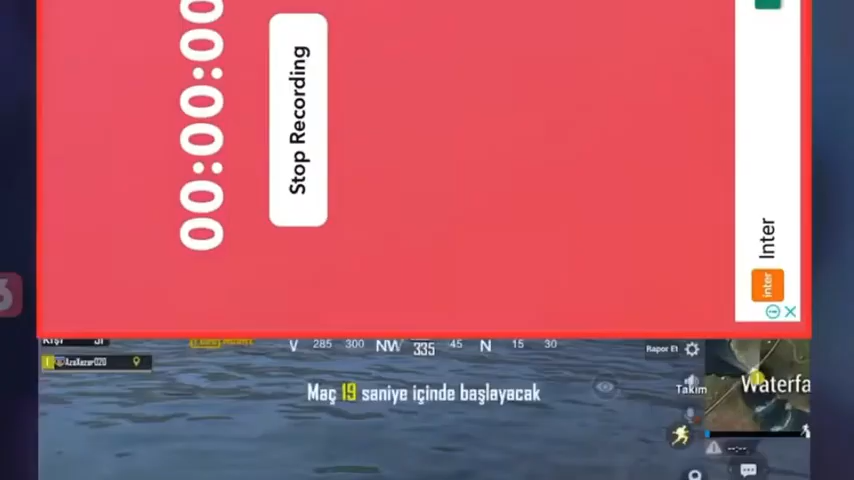 00:00:00
Stop Recording
Inter
inter
285 300 NW 335 45 N 15 30
Rapor Et
Maç 19 saniye içinde başlayacak
Takım
Waterfa